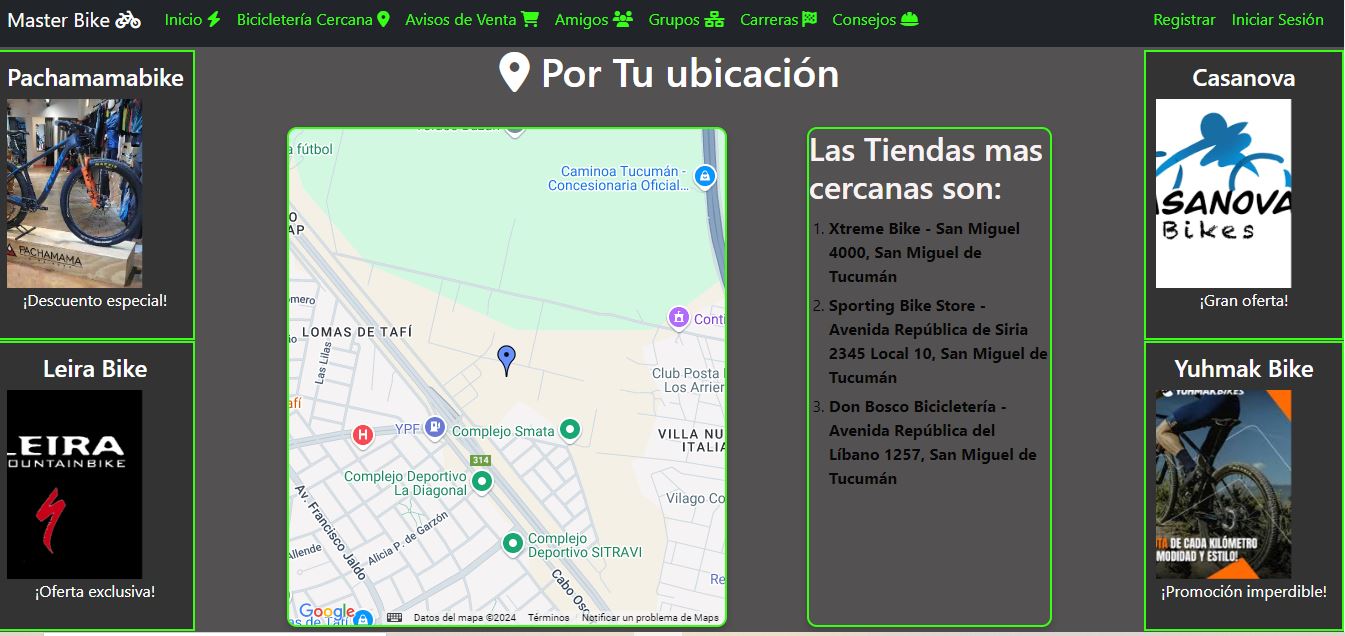 Master Bike
Inicio
Bicicletería Cercana
Avisos de Venta
Amigos
Grupos
Carreras
Consejos
Registrar
Iniciar Sesión
Pachamamabike
PACHAMAMA
¡Descuento especial!
Leira Bike
LEIRA
OUNTAINBIKE
¡Oferta exclusiva!
Por Tu ubicación
a fútbol
Caminoa Tucumán -
Concesionaria Oficial...
LOMAS DE TAFÍ
Las Lilas
Conti
Club Posta
Los Arrier
YPF
H
Complejo Smata
VILLA NU
ITALIA
314
Complejo Deportivo
La Diagonal
Vilago Co
Av. Francisco Jaldo
Alicia P. de Garzón
Allende
Complejo
Deportivo SITRAVI
Cabo Oso
Re
Google
as de Tafí
Datos del mapa ©2024
Términos
Notificar un problema de Maps
Las Tiendas mas
cercanas son:
1. Xtreme Bike - San Miguel
4000, San Miguel de
Tucumán
2. Sporting Bike Store -
Avenida República de Siria
2345 Local 10, San Miguel de
Tucumán
3. Don Bosco Bicicletería -
Avenida República del
Líbano 1257, San Miguel de
Tucumán
Casanova
ASANOVA
Bikes
¡Gran oferta!
Yuhmak Bike
YUHMAKBIKES
TA DE CADA KILÓMETRO
MODIDAD Y ESTILO!
¡Promoción imperdible!